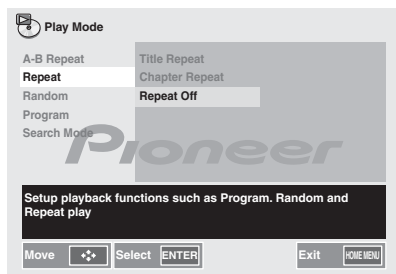 Play Mode
A-B Repeat
Title Repeat
Repeat
Chapter Repeat
Random
Repeat Off
Program
Search Mode
Pioneer
Setup playback functions such as Program. Random and
Repeat play
Move
Select ENTER
Exit HOME MENU